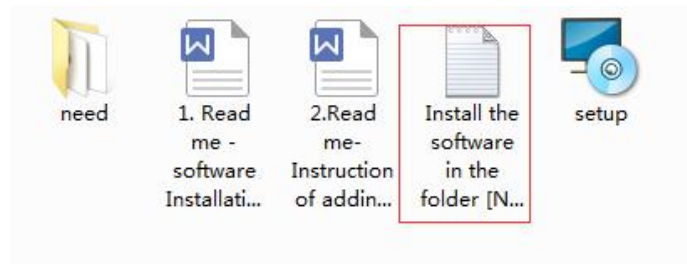 need
1. Read
me -
software
Installati...
2.Read
me-
Instruction
of addin...
Install the
software
in the
folder [N...
setup